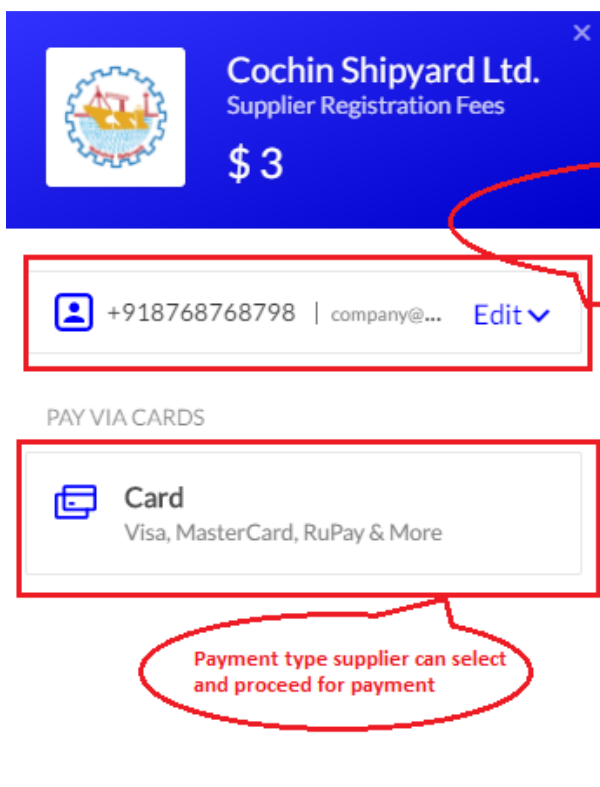 Cochin Shipyard Ltd.
Supplier Registration Fees
$ 3
+918768768798 | company@... Edit
PAY VIA CARDS
Card
Visa, MasterCard, RuPay & More
Payment type supplier can select
and proceed for payment